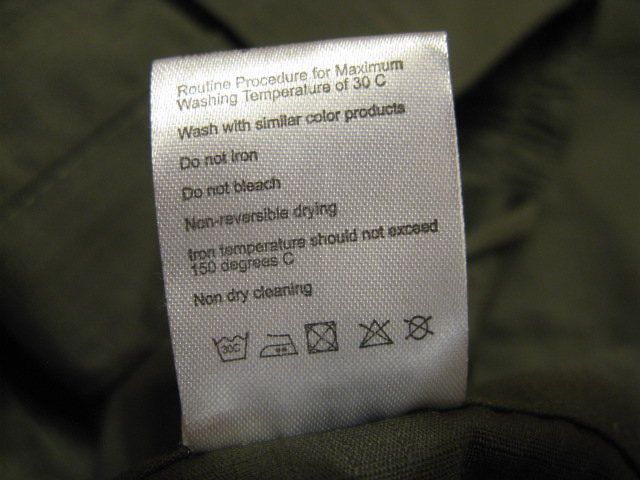 Routine Procedure for Maximum
Washing Temperature of 30 C
Wash with similar color products
Do not iron
Do not bleach
Non-reversible drying
Iron temperature should not exceed
150 degrees C
Non dry cleaning
30C